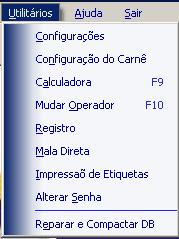 Utilitários Ajuda Sair
Configurações
Configuração do Carnê
Calculadora F9
Mudar Operador F10
Registro
Mala Direta
Impressaõ de Etiquetas
Alterar Senha
Reparar e Compactar DB